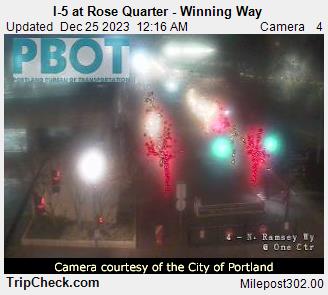 I-5 at Rose Quarter - Winning Way
Updated Dec 25 2023 12:16 AM Camera 4
PBOT
PORTLAND BUREAU OF TRANSPORTATION
4 - N. Ramsey Wy
@ One Ctr
Camera courtesy of the City of Portland
TripCheck.com Milepost302.00